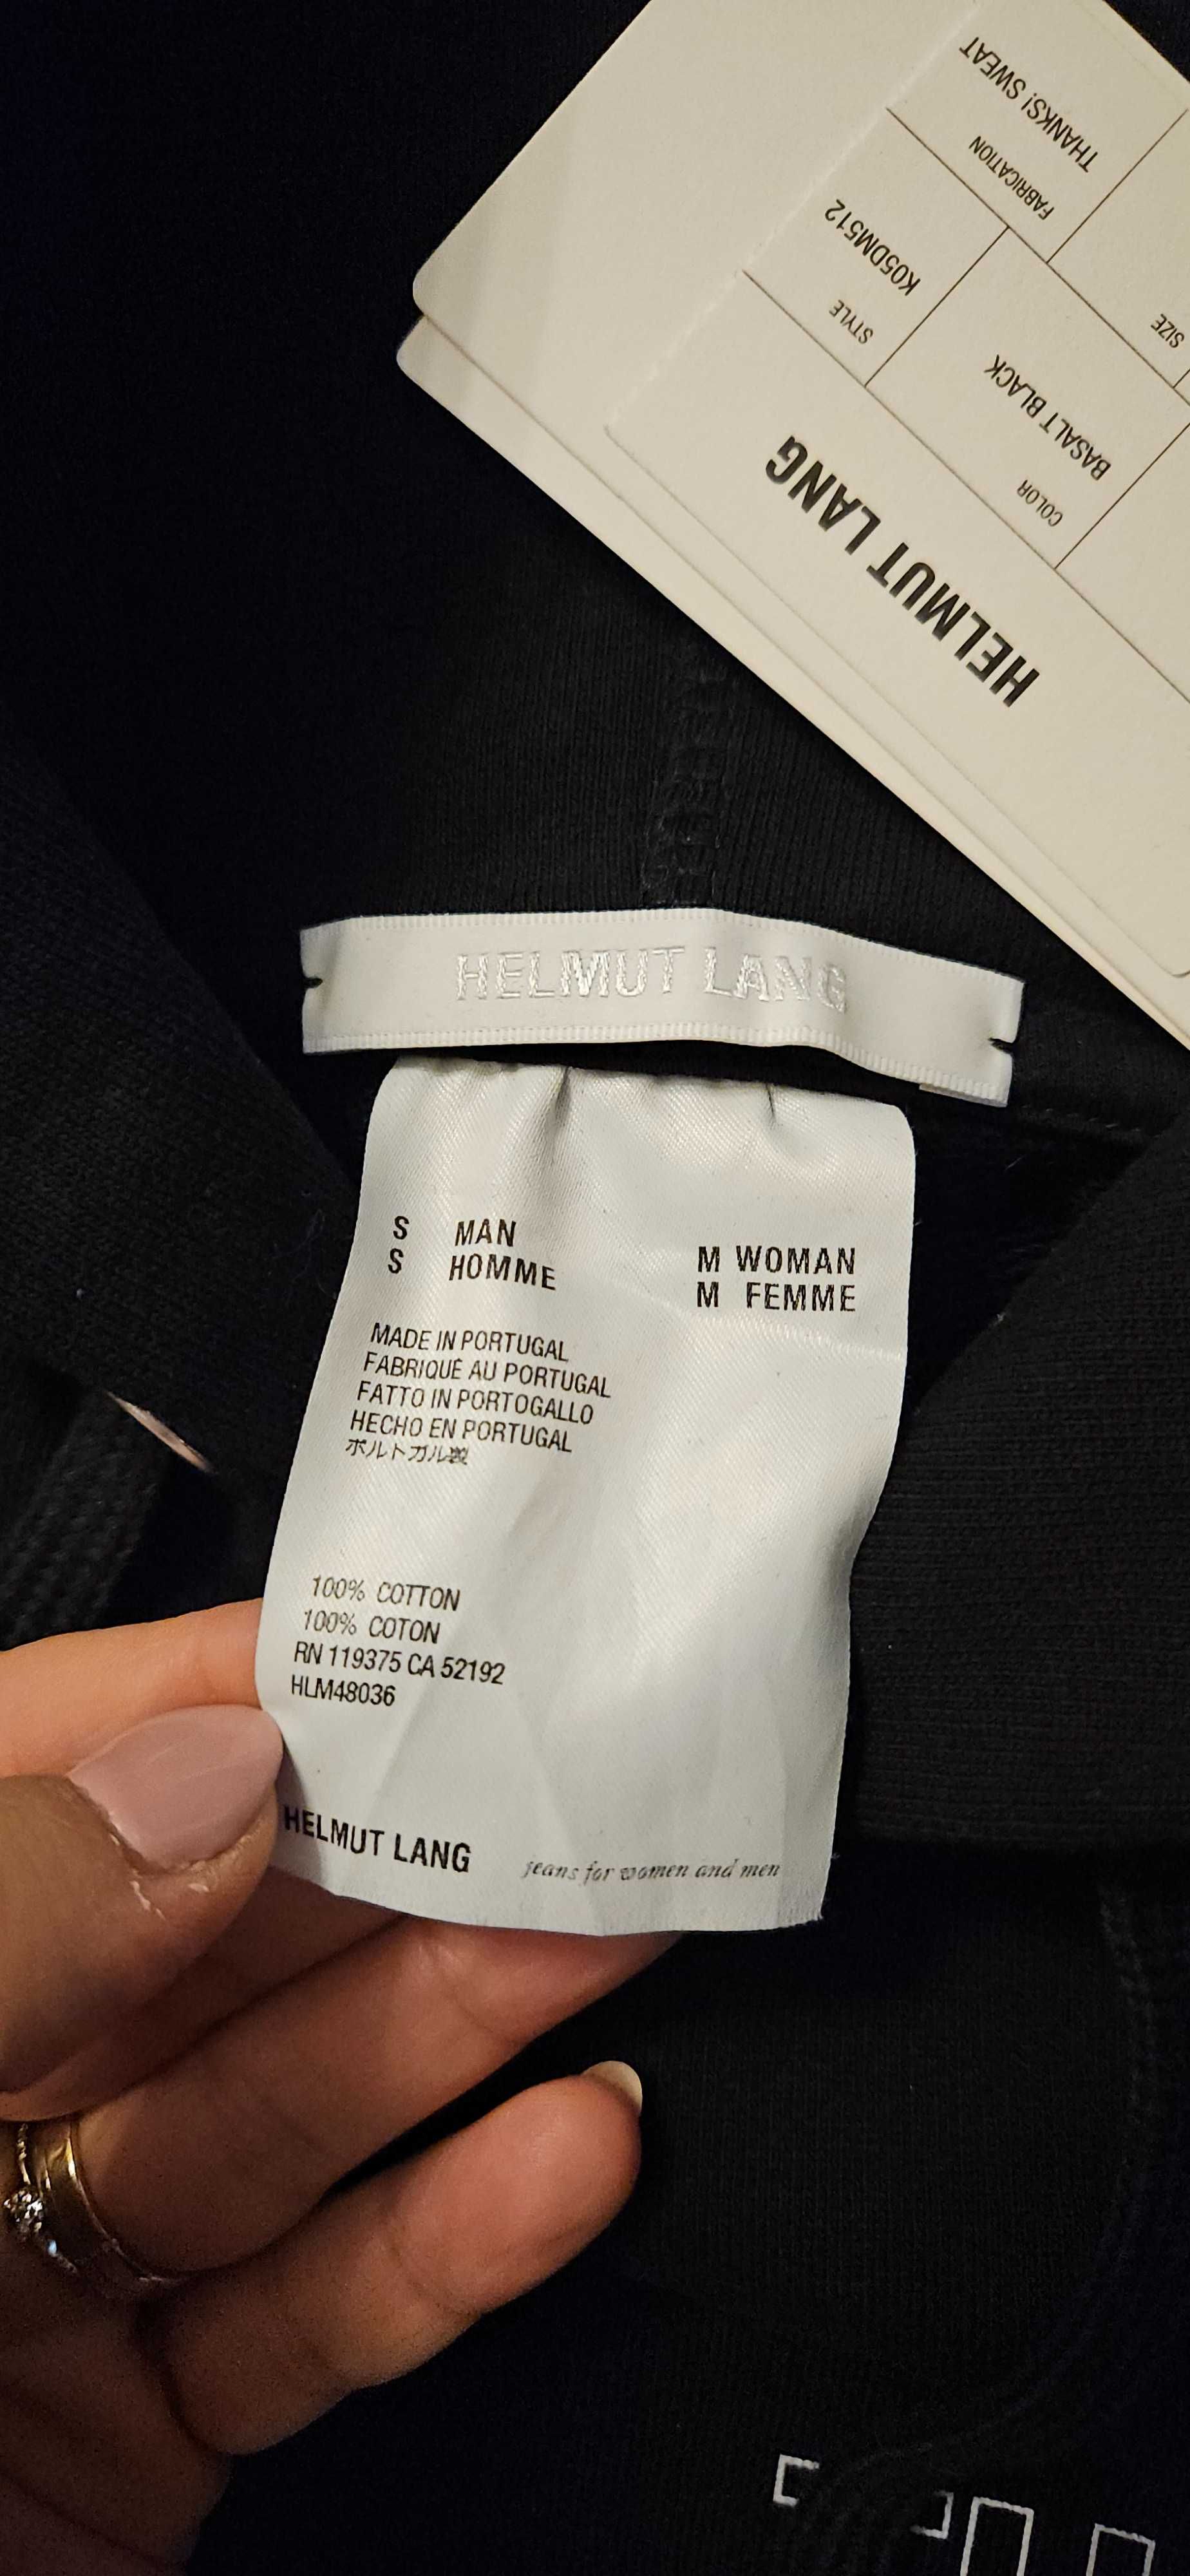 HELMUT LANG
STYLE
K05DM512
COLOR
BASALT BLACK
FABRICATION
THANKS! SWEAT
SIZE
HELMUT LANG
S MAN
S HOMME
M WOMAN
M FEMME
MADE IN PORTUGAL
FABRIQUÉ AU PORTUGAL
FATTO IN PORTOGALLO
HECHO EN PORTUGAL
ポルトガル製
100% COTTON
100% COTON
RN 119375 CA 52192
HLM48036
HELMUT LANG jeans for women and men